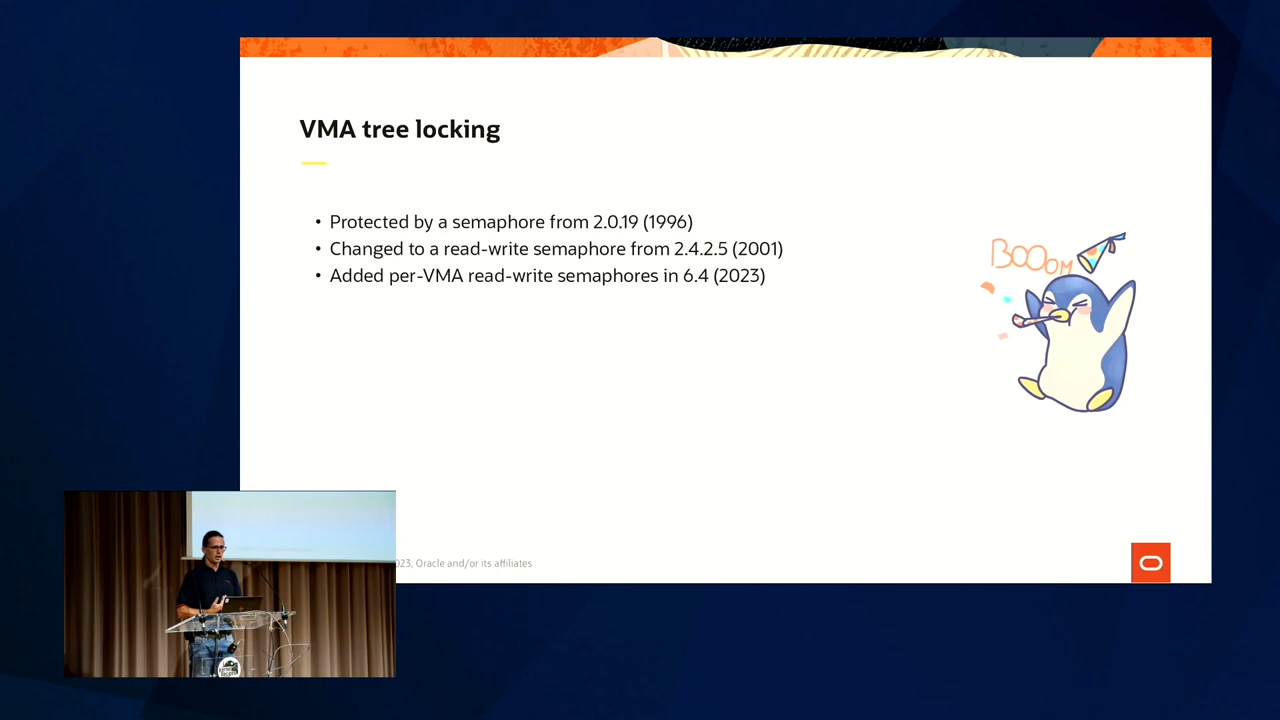 VMA tree locking
• Protected by a semaphore from 2.0.19 (1996)
• Changed to a read-write semaphore from 2.4.2.5 (2001)
• Added per-VMA read-write semaphores in 6.4 (2023)
BOOOM
023, Oracle and/or its affiliates